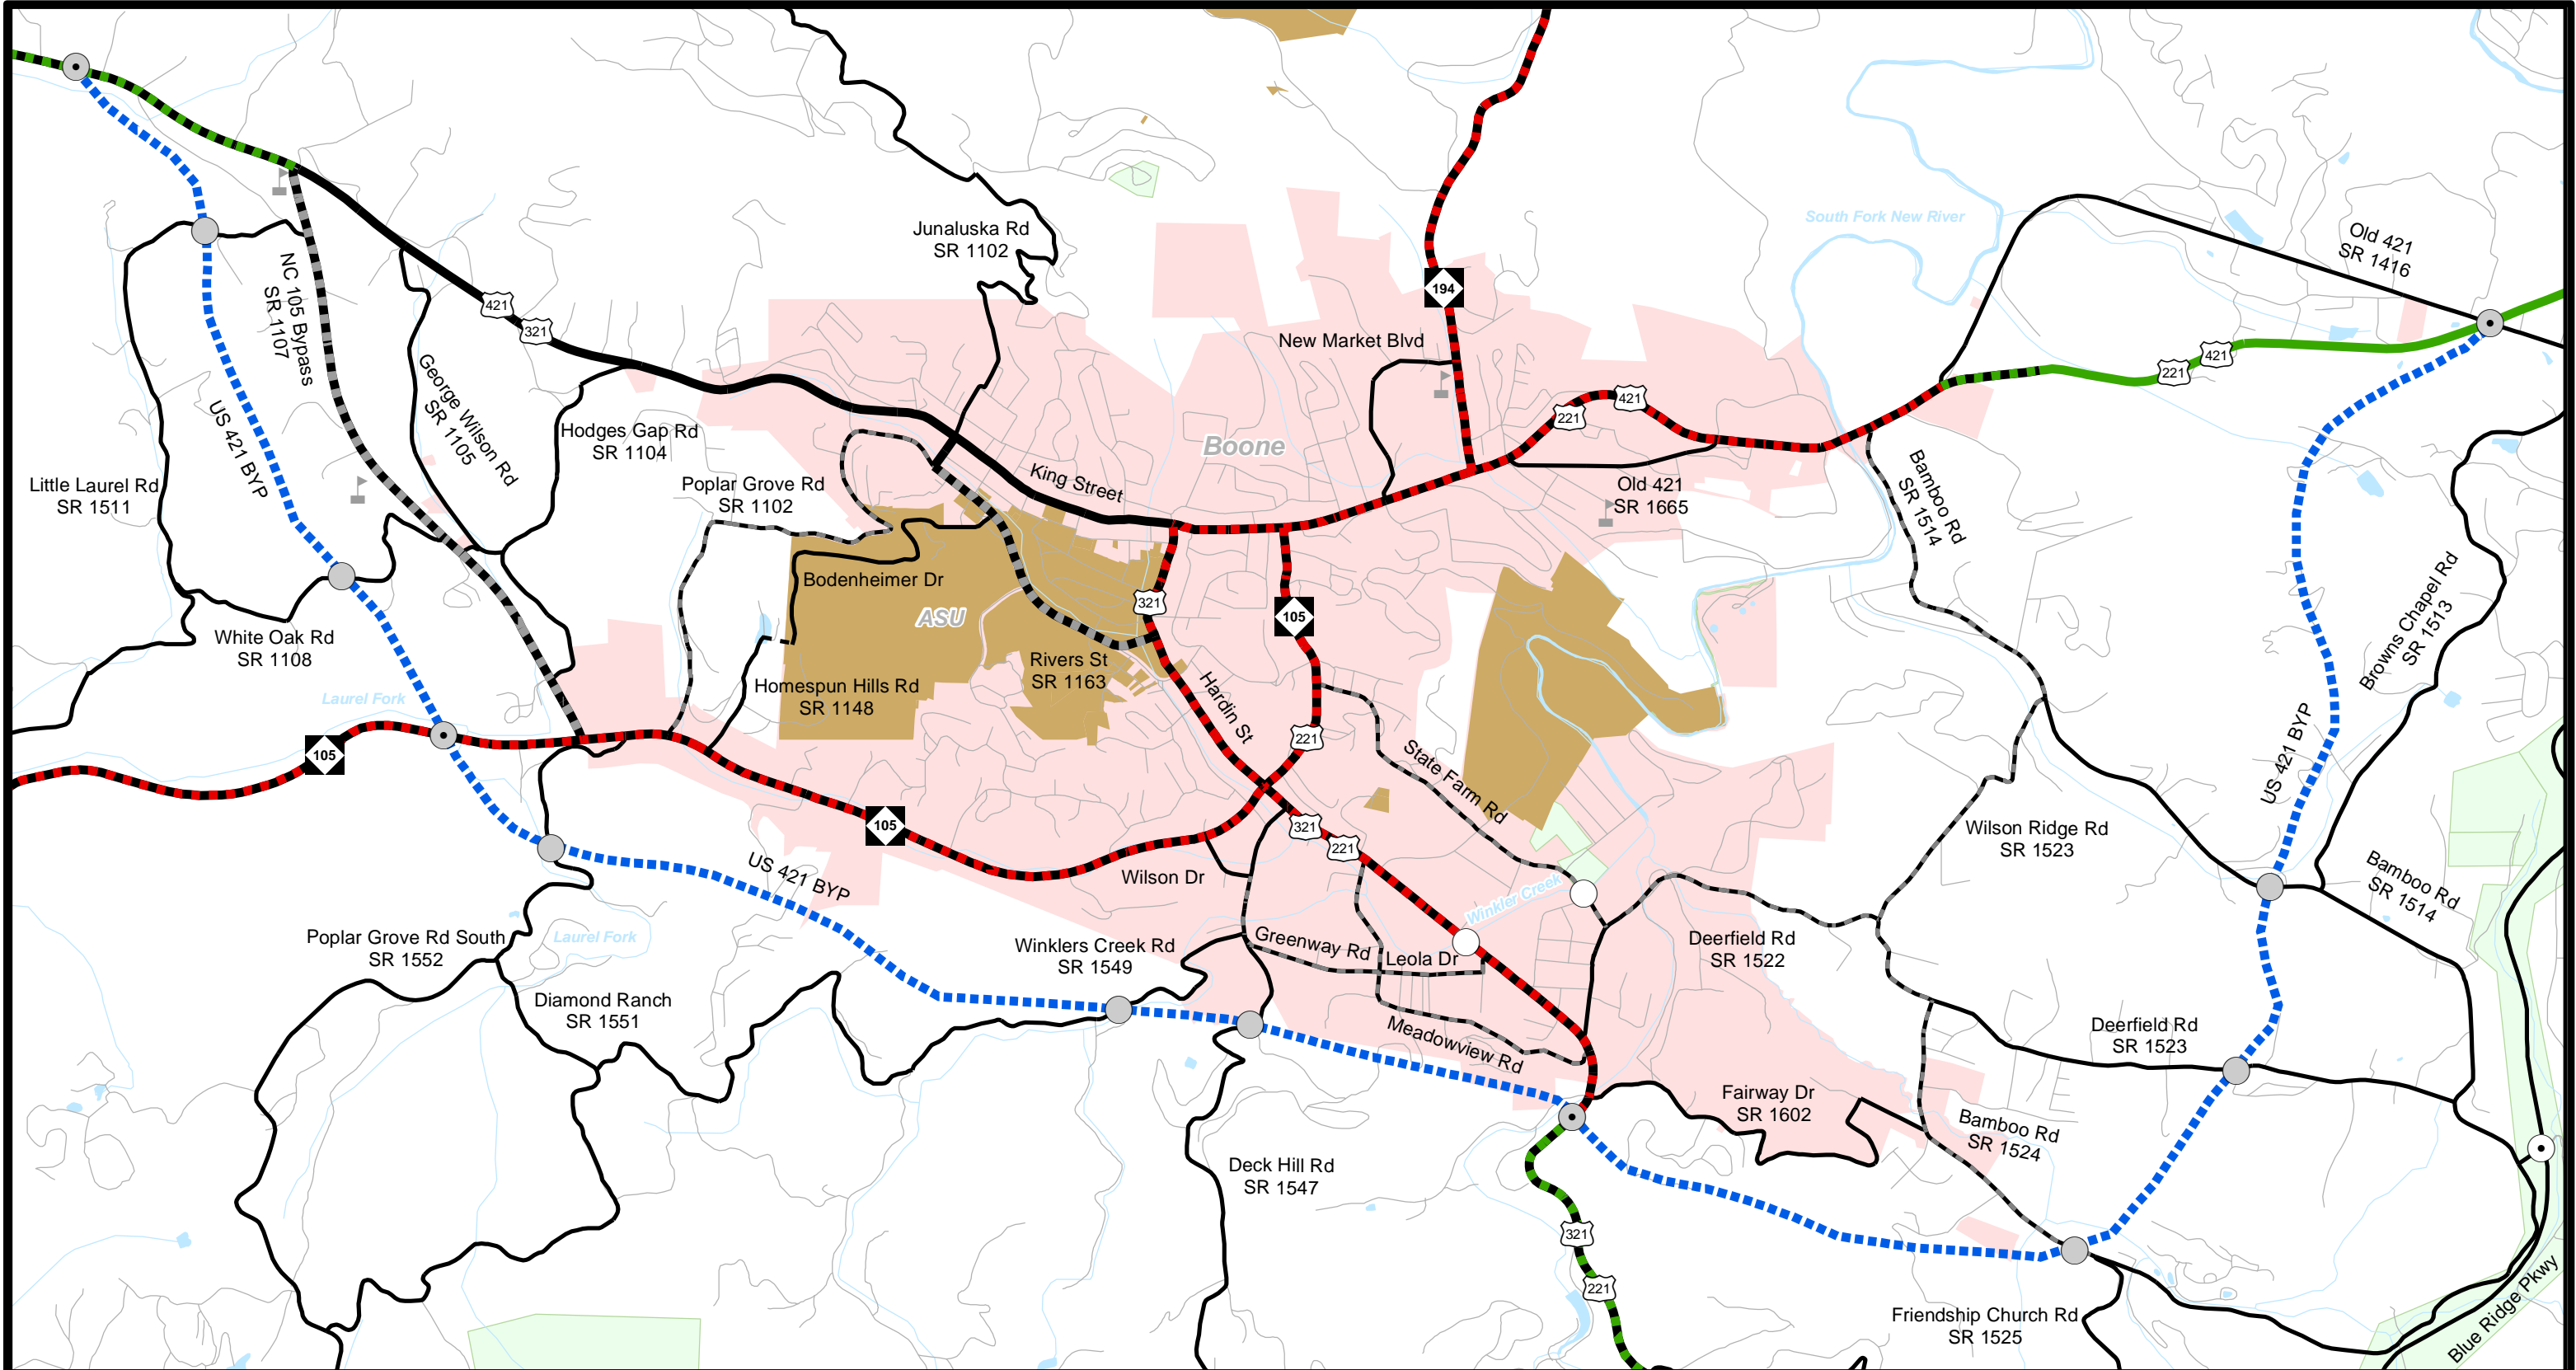 South Fork New River
Old 421
SR 1416
Junaluska Rd
SR 1102
194
NC 105 Bypass
SR 1107
421
321
New Market Blvd
221
421
George Wilson Rd
SR 1105
US 421 BYP
221
421
Hodges Gap Rd
SR 1104
Boone
King Street
Poplar Grove Rd
SR 1102
Little Laurel Rd
SR 1511
Old 421
SR 1665
Bamboo Rd
SR 1514
Bodenheimer Dr
ASU
321
105
Browns Chapel Rd
SR 1513
White Oak Rd
SR 1108
Rivers St
SR 1163
Homespun Hills Rd
SR 1148
Laurel Fork
Hardin St
105
221
US 421 BYP
State Farm Rd
105
321
221
Wilson Ridge Rd
SR 1523
US 421 BYP
Wilson Dr
Bamboo Rd
SR 1514
Winkler Creek
Poplar Grove Rd South
SR 1552
Laurel Fork
Winklers Creek Rd
SR 1549
Greenway Rd
Leola Dr
Deerfield Rd
SR 1522
Diamond Ranch
SR 1551
Meadowview Rd
Deerfield Rd
SR 1523
Fairway Dr
SR 1602
Bamboo Rd
SR 1524
Deck Hill Rd
SR 1547
321
221
Friendship Church Rd
SR 1525
Blue Ridge Pkwy